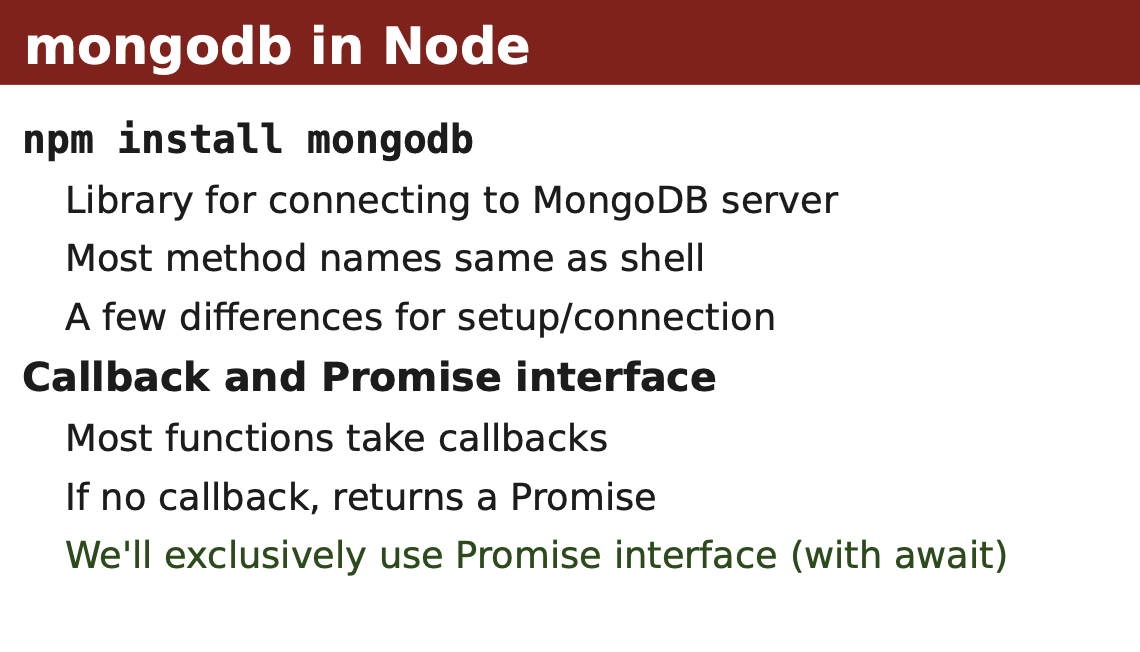 mongodb in Node
npm install mongodb
Library for connecting to MongoDB server
Most method names same as shell
A few differences for setup/connection
Callback and Promise interface
Most functions take callbacks
If no callback, returns a Promise
We'll exclusively use Promise interface (with await)